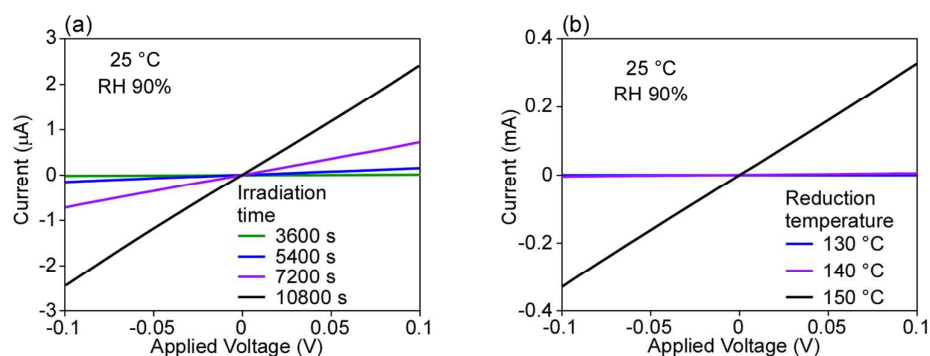 (a)
3
2
1
0
-1
-2
-3
Current (μA)
25 °C
RH 90%
Irradiation
time
3600 s
5400 s
7200 s
10800 s
-0.1
-0.05
0
0.05
0.1
Applied Voltage (V)
(b)
0.4
0.2
0
-0.2
-0.4
Current (mA)
25 °C
RH 90%
Reduction
temperature
130 °C
140 °C
150 °C
-0.1
-0.05
0
0.05
0.1
Applied Voltage (V)